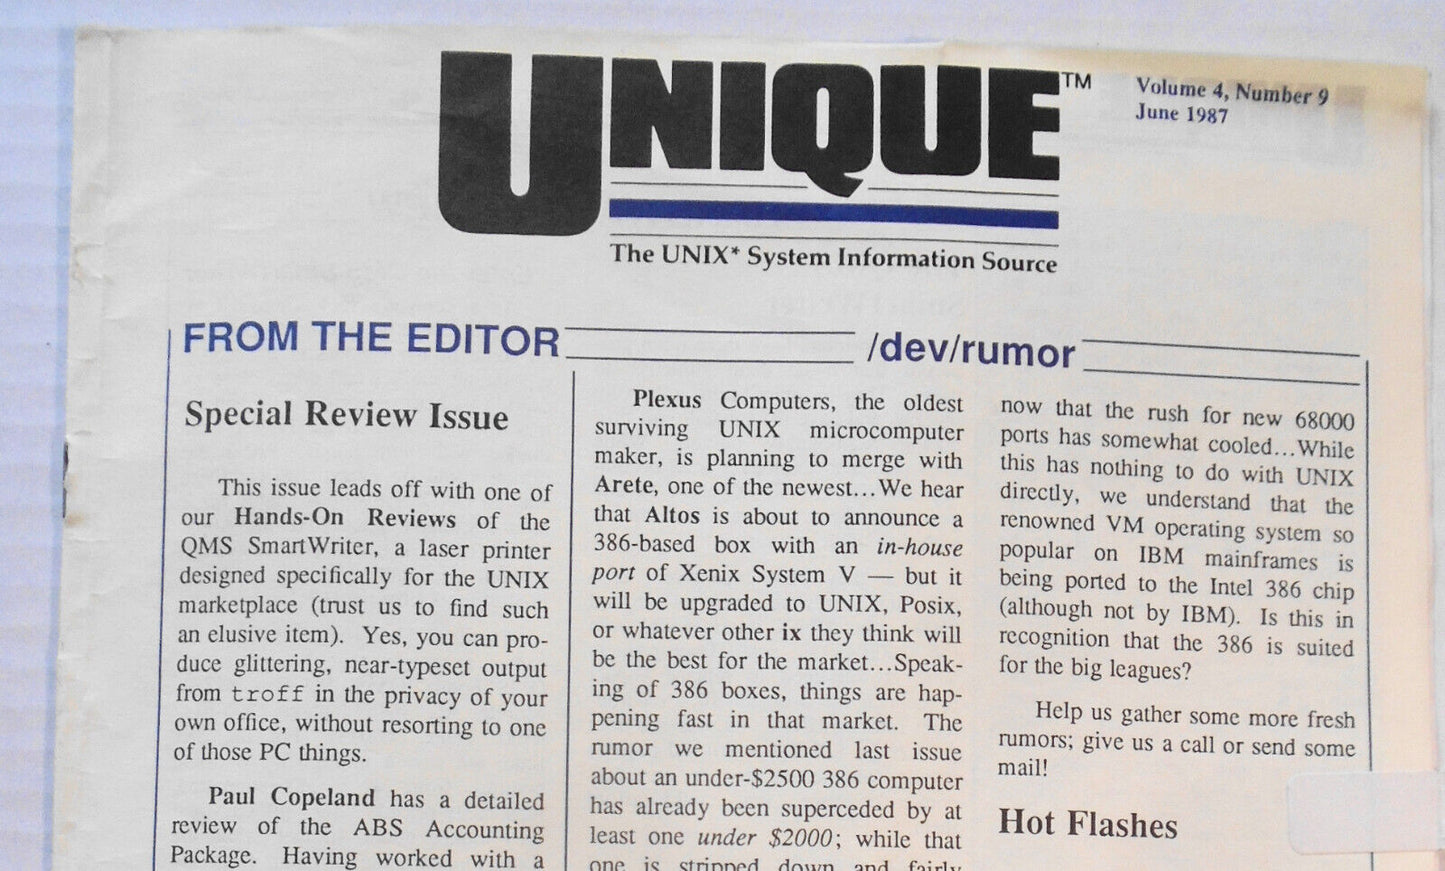 UNIQUE™
Volume 4, Number 9
June 1987
The UNIX* System Information Source
FROM THE EDITOR
Special Review Issue
This issue leads off with one of
our Hands-On Reviews of the
QMS SmartWriter, a laser printer
designed specifically for the UNIX
marketplace (trust us to find such
an elusive item). Yes, you can pro-
duce glittering, near-typeset output
from troff in the privacy of your
own office, without resorting to one
of those PC things.
Paul Copeland has a detailed
review of the ABS Accounting
Package. Having worked with a
/dev/rumor
Plexus Computers, the oldest
surviving UNIX microcomputer
maker, is planning to merge with
Arete, one of the newest...We hear
that Altos is about to announce a
386-based box with an in-house
port of Xenix System V — but it
will be upgraded to UNIX, Posix,
or whatever other ix they think will
be the best for the market...Speak-
ing of 386 boxes, things are hap-
pening fast in that market. The
rumor we mentioned last issue
about an under-$2500 386 computer
has already been superceded by at
least one under $2000; while that
one is stripped down and fairly
now that the rush for new 68000
ports has somewhat cooled...While
this has nothing to do with UNIX
directly, we understand that the
renowned VM operating system so
popular on IBM mainframes is
being ported to the Intel 386 chip
(although not by IBM). Is this in
recognition that the 386 is suited
for the big leagues?
Help us gather some more fresh
rumors; give us a call or send some
mail!
Hot Flashes